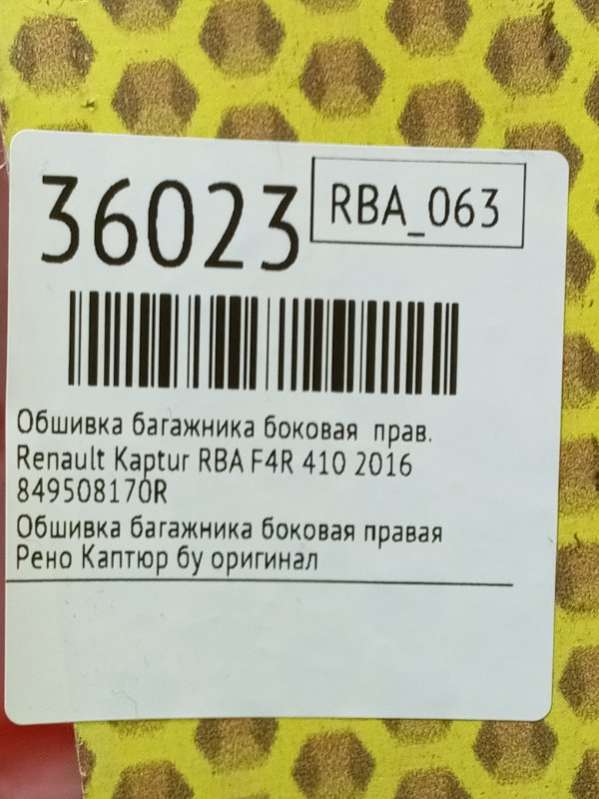 36023
RBA_063
Обшивка багажника боковая прав.
Renault Kaptur RBA F4R 410 2016
849508170R
Обшивка багажника боковая правая
Рено Каптюр бу оригинал